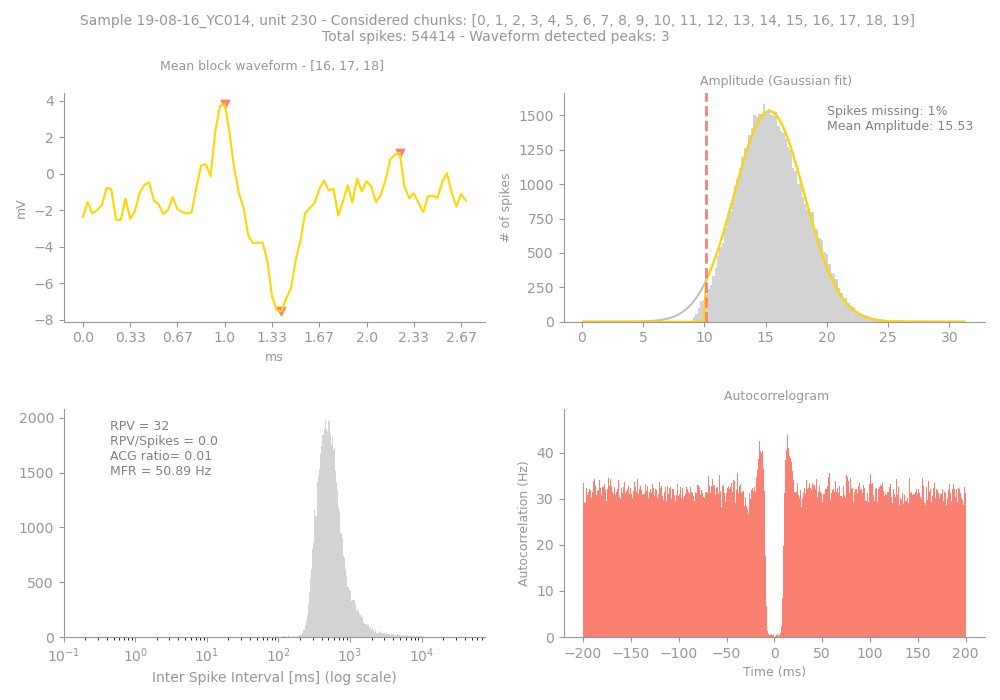 Sample 19-08-16_YC014, unit 230 - Considered chunks: [0, 1, 2, 3, 4, 5, 6, 7, 8, 9, 10, 11, 12, 13, 14, 15, 16, 17, 18, 19]
Total spikes: 54414 - Waveform detected peaks: 3
Mean block waveform - [16, 17, 18]
4
2
0
−2
−4
−6
−8
mV
0.0 0.33 0.67 1.0 1.33 1.67 2.0 2.33 2.67
ms
Amplitude (Gaussian fit)
Spikes missing: 1%
Mean Amplitude: 15.53
1500
1250
1000
750
500
250
0
# of spikes
0 5 10 15 20 25 30
RPV = 32
RPV/Spikes = 0.0
ACG ratio= 0.01
MFR = 50.89 Hz
2000
1500
1000
500
0
10⁻¹ 10⁰ 10¹ 10² 10³ 10⁴
Inter Spike Interval [ms] (log scale)
Autocorrelogram
40
30
20
10
0
Autocorrelation (Hz)
−200 −150 −100 −50 0 50 100 150 200
Time (ms)